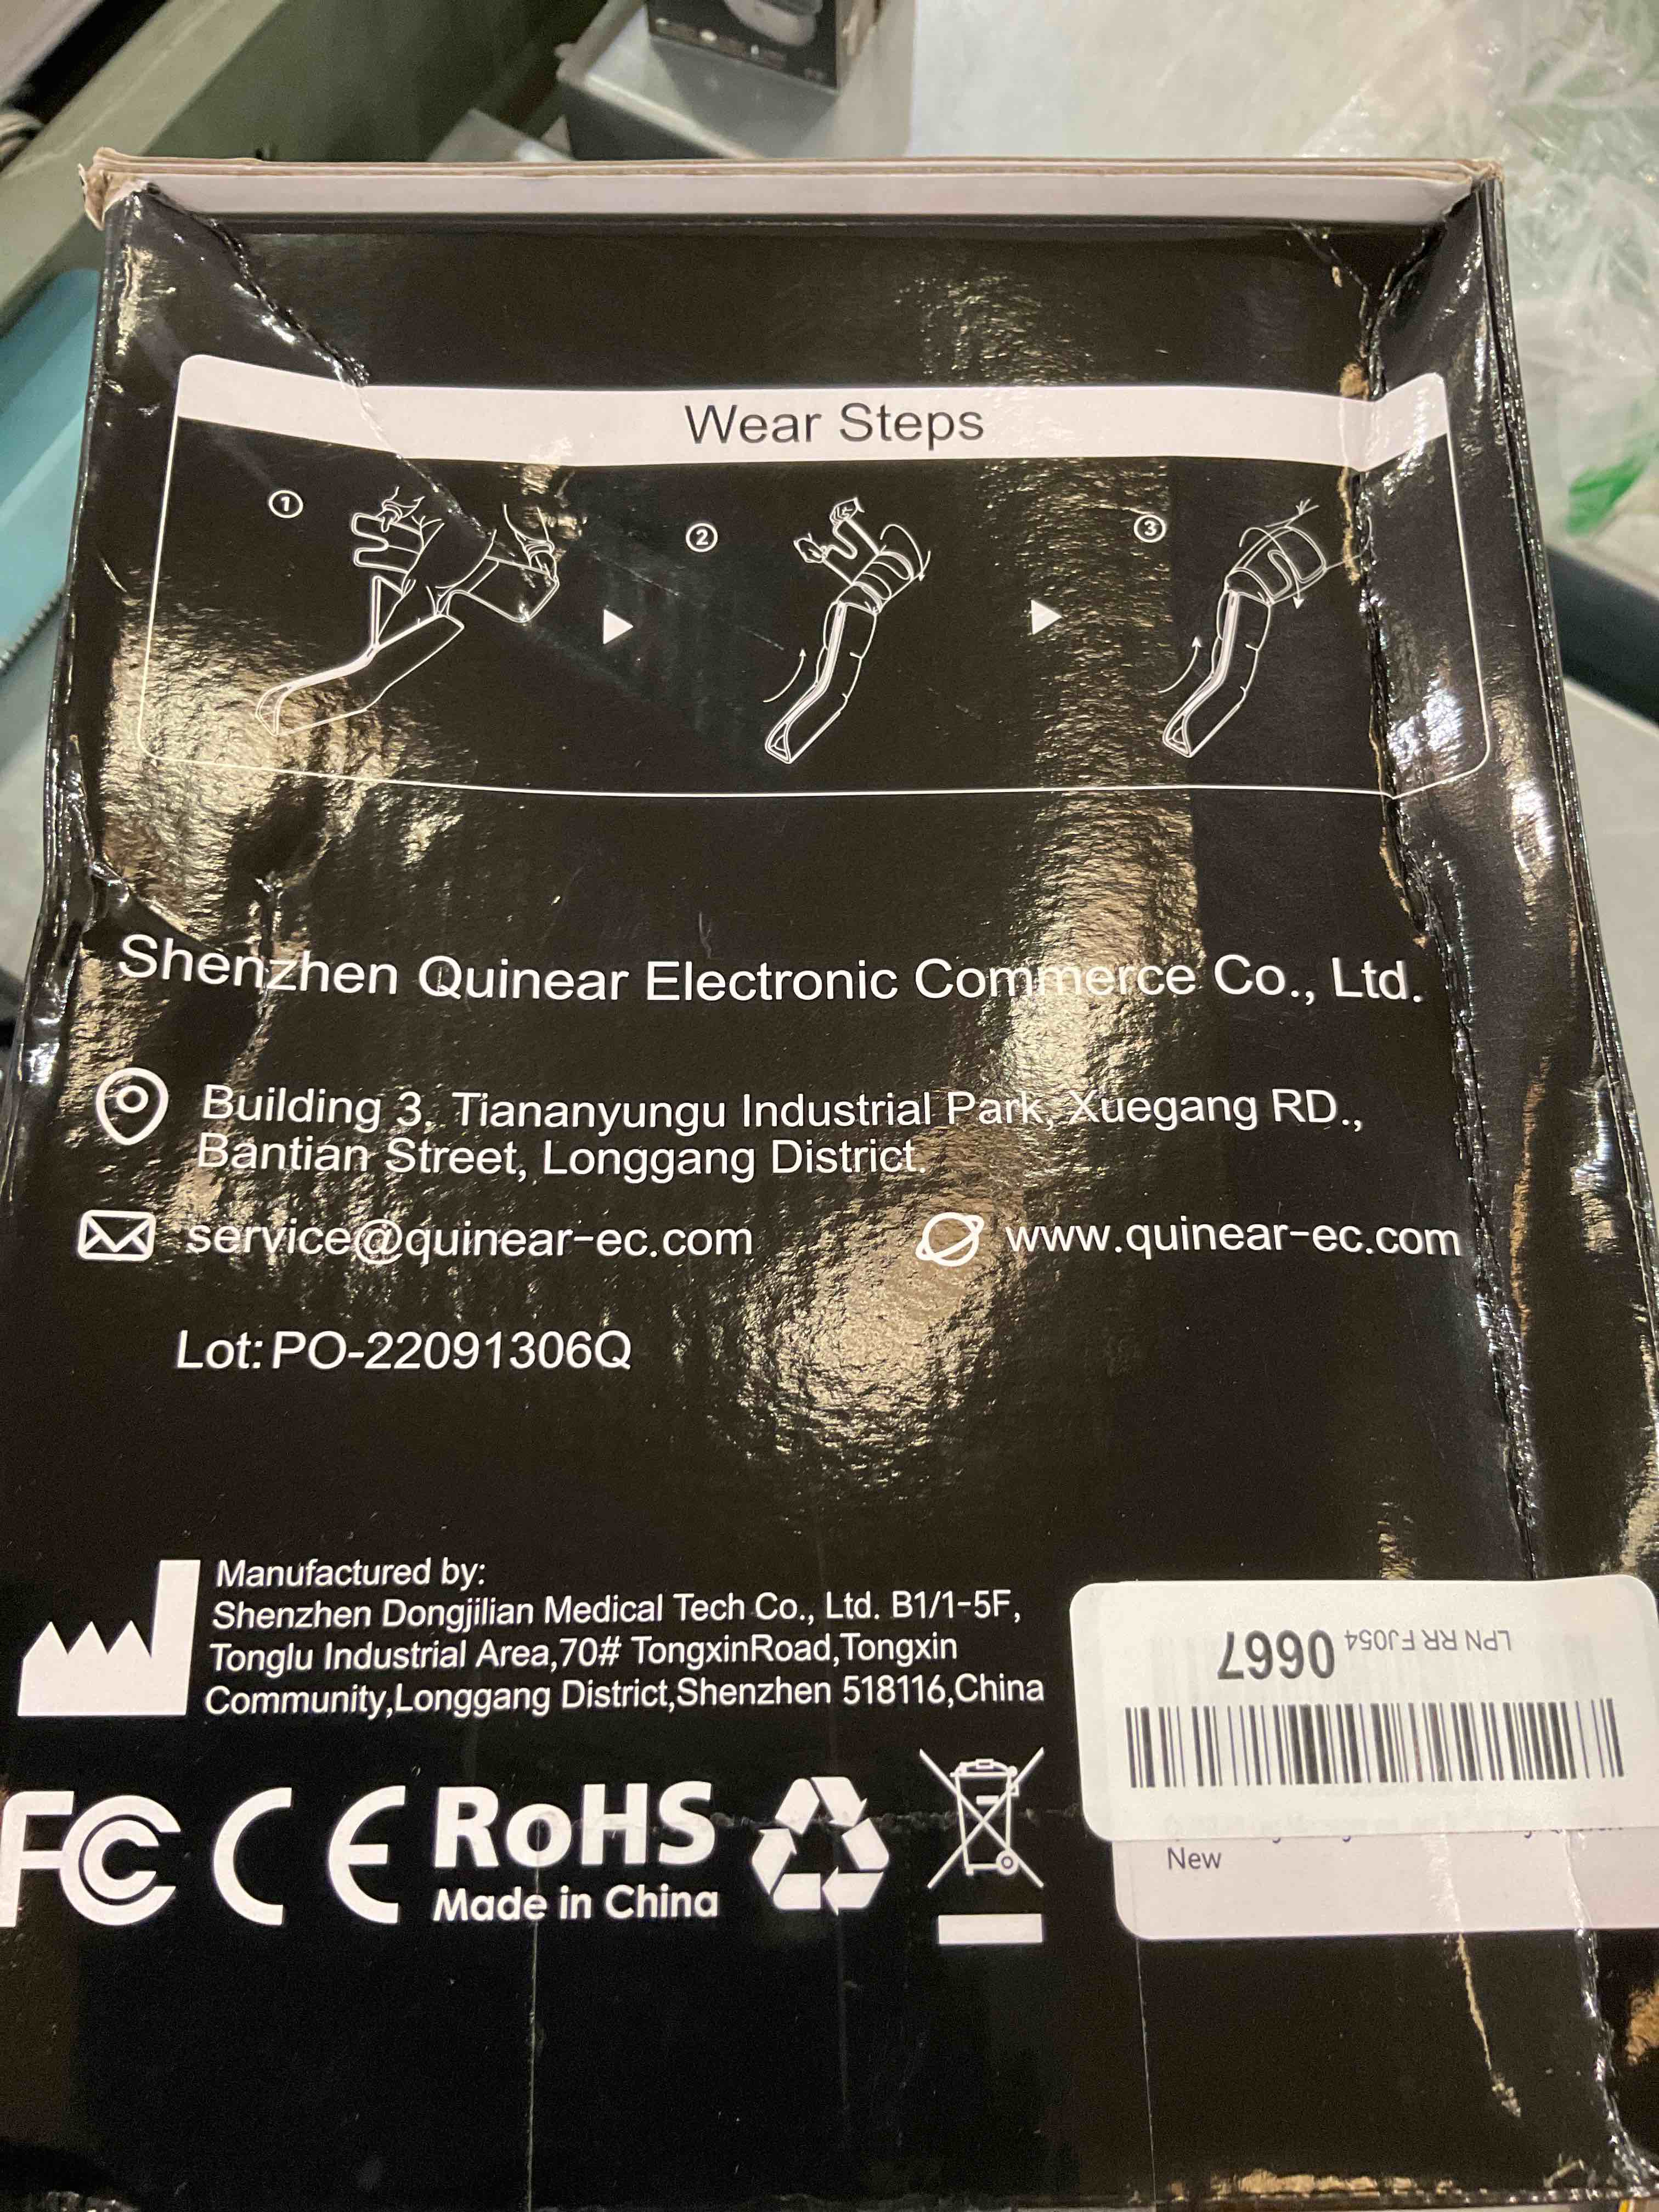 Wear Steps
1
2
3
Shenzhen Quinear Electronic Commerce Co., Ltd.
Building 3, Tiananyungu Industrial Park, Xuegang RD.,
Bantian Street, Longgang District.
service@quinear-ec.com
www.quinear-ec.com
Lot: PO-22091306Q
Manufactured by:
Shenzhen Dongjilian Medical Tech Co., Ltd. B1/1-5F,
Tonglu Industrial Area,70# TongxinRoad,Tongxin
Community,Longgang District,Shenzhen 518116,China
LPN RR FJ054 0667
FC CE RoHS
Made in China
New